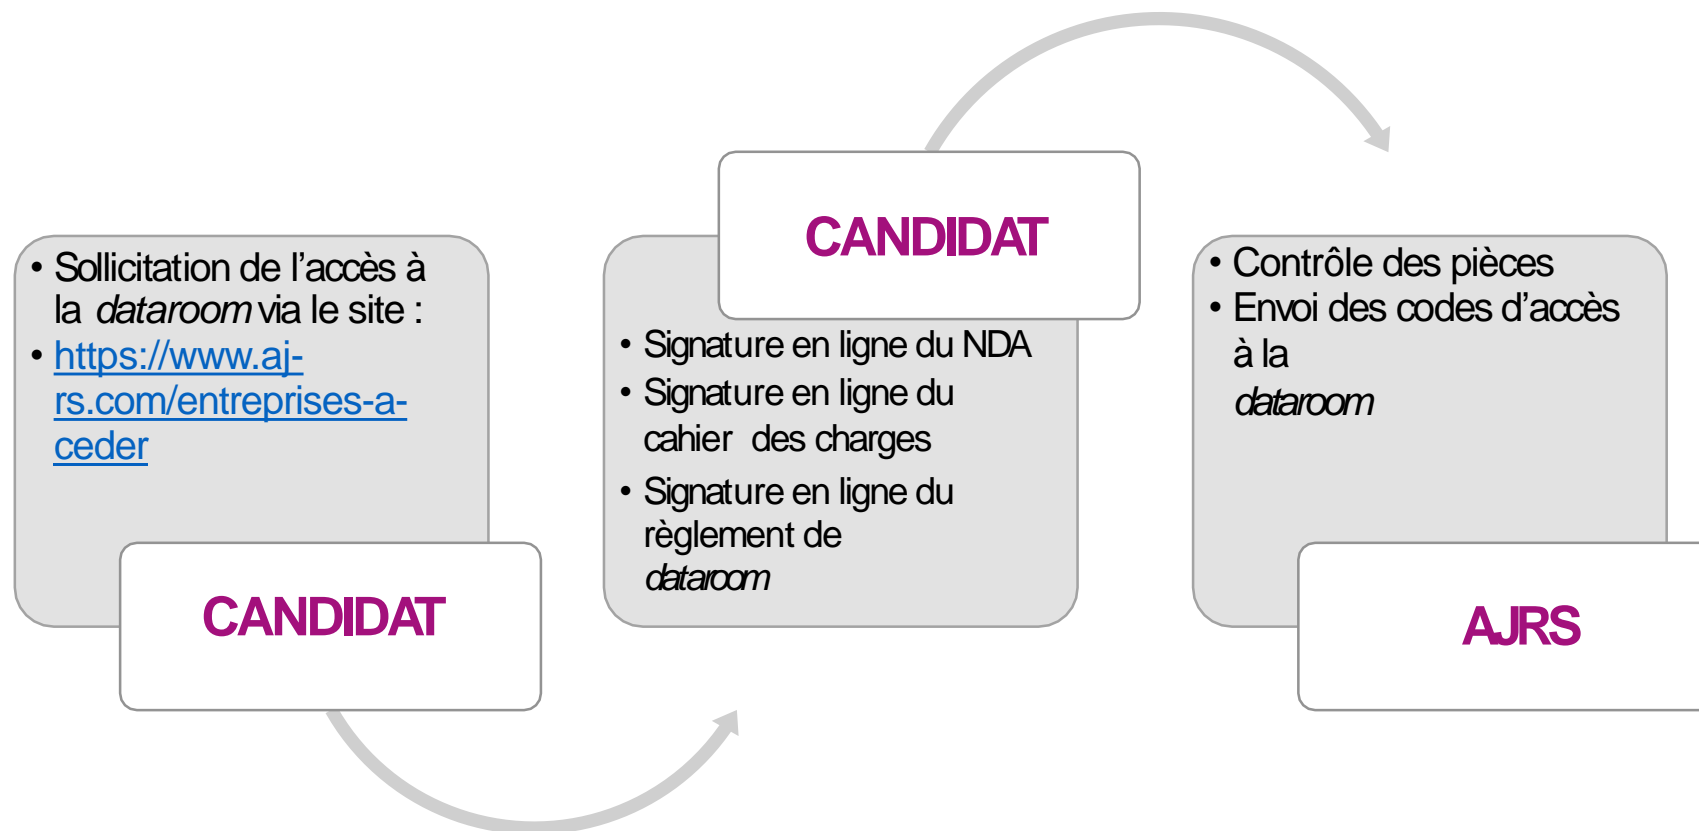 • Sollicitation de l’accès à
la dataroom via le site :
• https://www.aj-
rs.com/entreprises-a-
ceder
CANDIDAT
CANDIDAT
• Signature en ligne du NDA
• Signature en ligne du
cahier des charges
• Signature en ligne du
règlement de
dataroom
• Contrôle des pièces
• Envoi des codes d’accès
à la
dataroom
AJRS